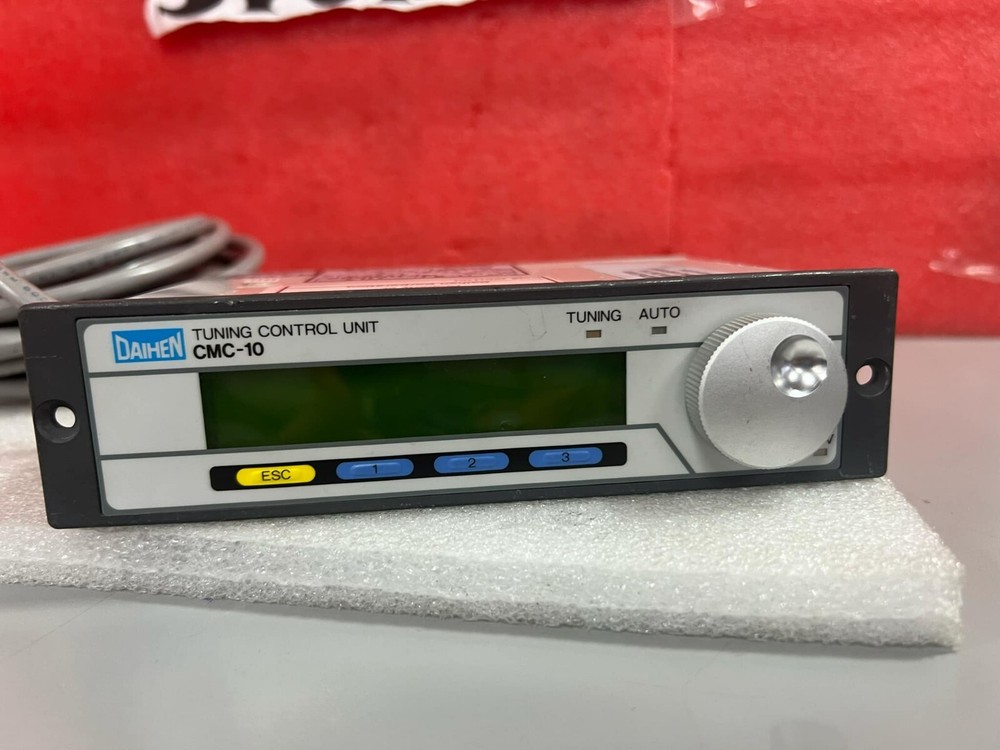 DAIHEN
TUNING CONTROL UNIT
CMC-10
TUNING AUTO
ESC 1 2 3